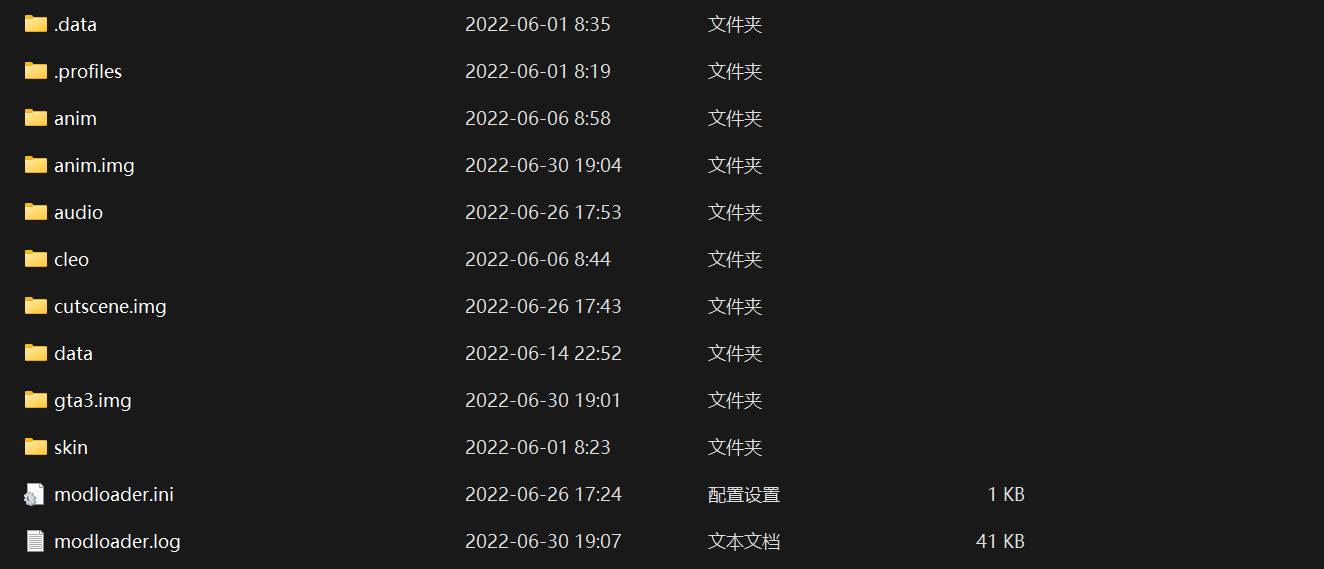 .data 2022-06-01 8:35 文件夹
.profiles 2022-06-01 8:19 文件夹
anim 2022-06-06 8:58 文件夹
anim.img 2022-06-30 19:04 文件夹
audio 2022-06-26 17:53 文件夹
cleo 2022-06-06 8:44 文件夹
cutscene.img 2022-06-26 17:43 文件夹
data 2022-06-14 22:52 文件夹
gta3.img 2022-06-30 19:01 文件夹
skin 2022-06-01 8:23 文件夹
modloader.ini 2022-06-26 17:24 配置设置 1 KB
modloader.log 2022-06-30 19:07 文本文档 41 KB